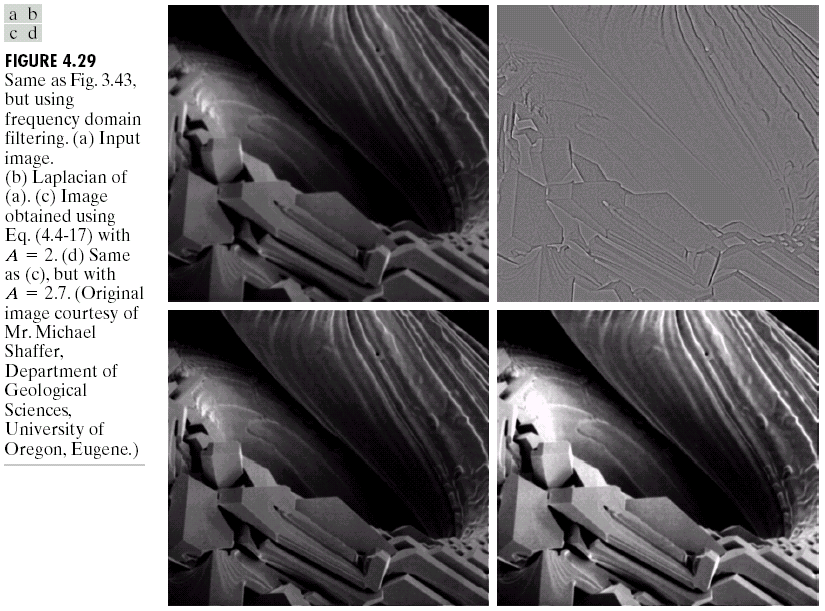 a b
c d
FIGURE 4.29
Same as Fig. 3.43,
but using
frequency domain
filtering. (a) Input
image.
(b) Laplacian of
(a). (c) Image
obtained using
Eq. (4.4-17) with
A = 2. (d) Same
as (c), but with
A = 2.7. (Original
image courtesy of
Mr. Michael
Shaffer,
Department of
Geological
Sciences,
University of
Oregon, Eugene.)